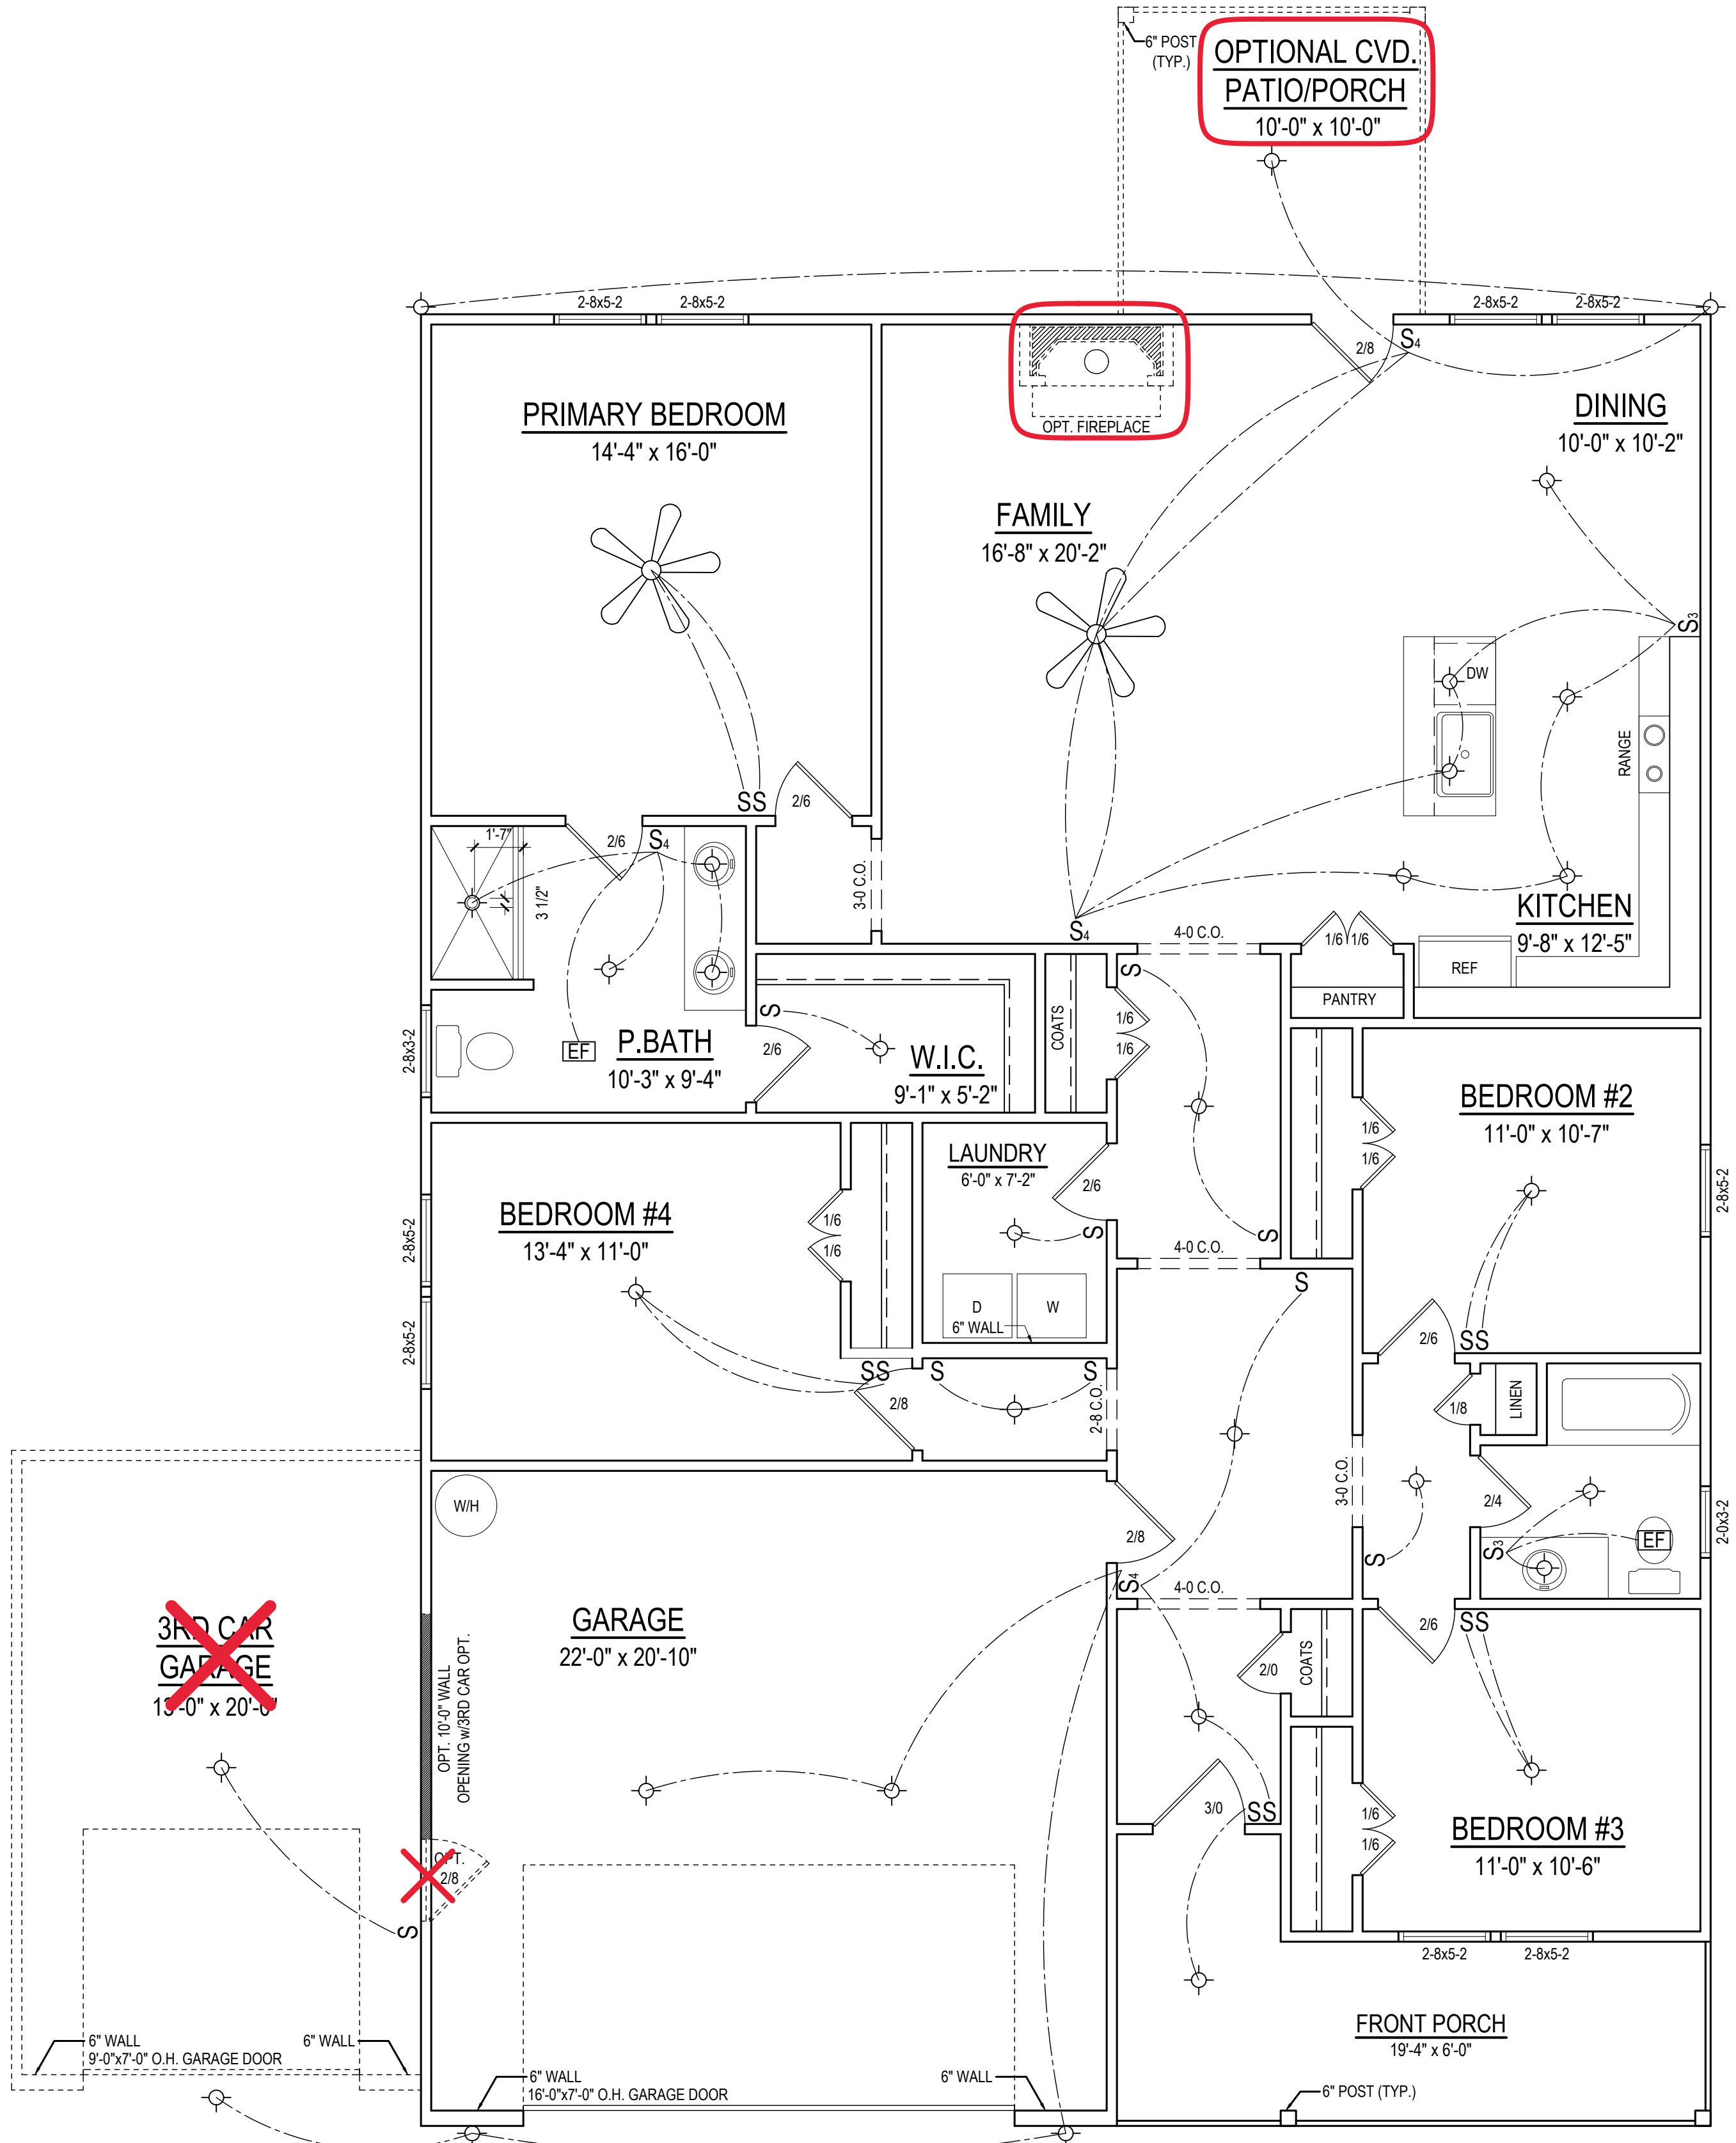 6" POST
(TYP.)
OPTIONAL CVD.
PATIO/PORCH
10'-0" x 10'-0"
2-8x5-2
2-8x5-2
2-8x5-2
2-8x5-2
2/8
S4
OPT. FIREPLACE
PRIMARY BEDROOM
14'-4" x 16'-0"
DINING
10'-0" x 10'-2"
FAMILY
16'-8" x 20'-2"
S3
DW
RANGE
SS
2/6
1'-7"
2/6
S4
3 1/2"
3-0 C.O.
S4
4-0 C.O.
1/6
1/6
KITCHEN
9'-8" x 12'-5"
REF
PANTRY
S
S
COATS
1/6
1/6
2-8x3-2
EF
P.BATH
10'-3" x 9'-4"
2/6
W.I.C.
9'-1" x 5'-2"
BEDROOM #2
11'-0" x 10'-7"
1/6
1/6
2-8x5-2
LAUNDRY
6'-0" x 7'-2"
2/6
S
S
BEDROOM #4
13'-4" x 11'-0"
1/6
1/6
2-8x5-2
2-8x5-2
4-0 C.O.
S
D
W
6" WALL
2/6
SS
SS
S
S
2/8
2-8 C.O.
1/8
LINEN
3-0 C.O.
2/4
2-0x3-2
W/H
2/8
S
S3
EF
S4
4-0 C.O.
3RD CAR
GARAGE
13'-0" x 20'-6"
OPT. 10'-0" WALL
OPENING w/3RD CAR OPT.
GARAGE
22'-0" x 20'-10"
2/0
COATS
2/6
SS
3/0
SS
1/6
1/6
BEDROOM #3
11'-0" x 10'-6"
OPT.
2/8
S
2-8x5-2
2-8x5-2
FRONT PORCH
19'-4" x 6'-0"
6" WALL
9'-0"x7'-0" O.H. GARAGE DOOR
6" WALL
6" WALL
16'-0"x7'-0" O.H. GARAGE DOOR
6" WALL
6" POST (TYP.)